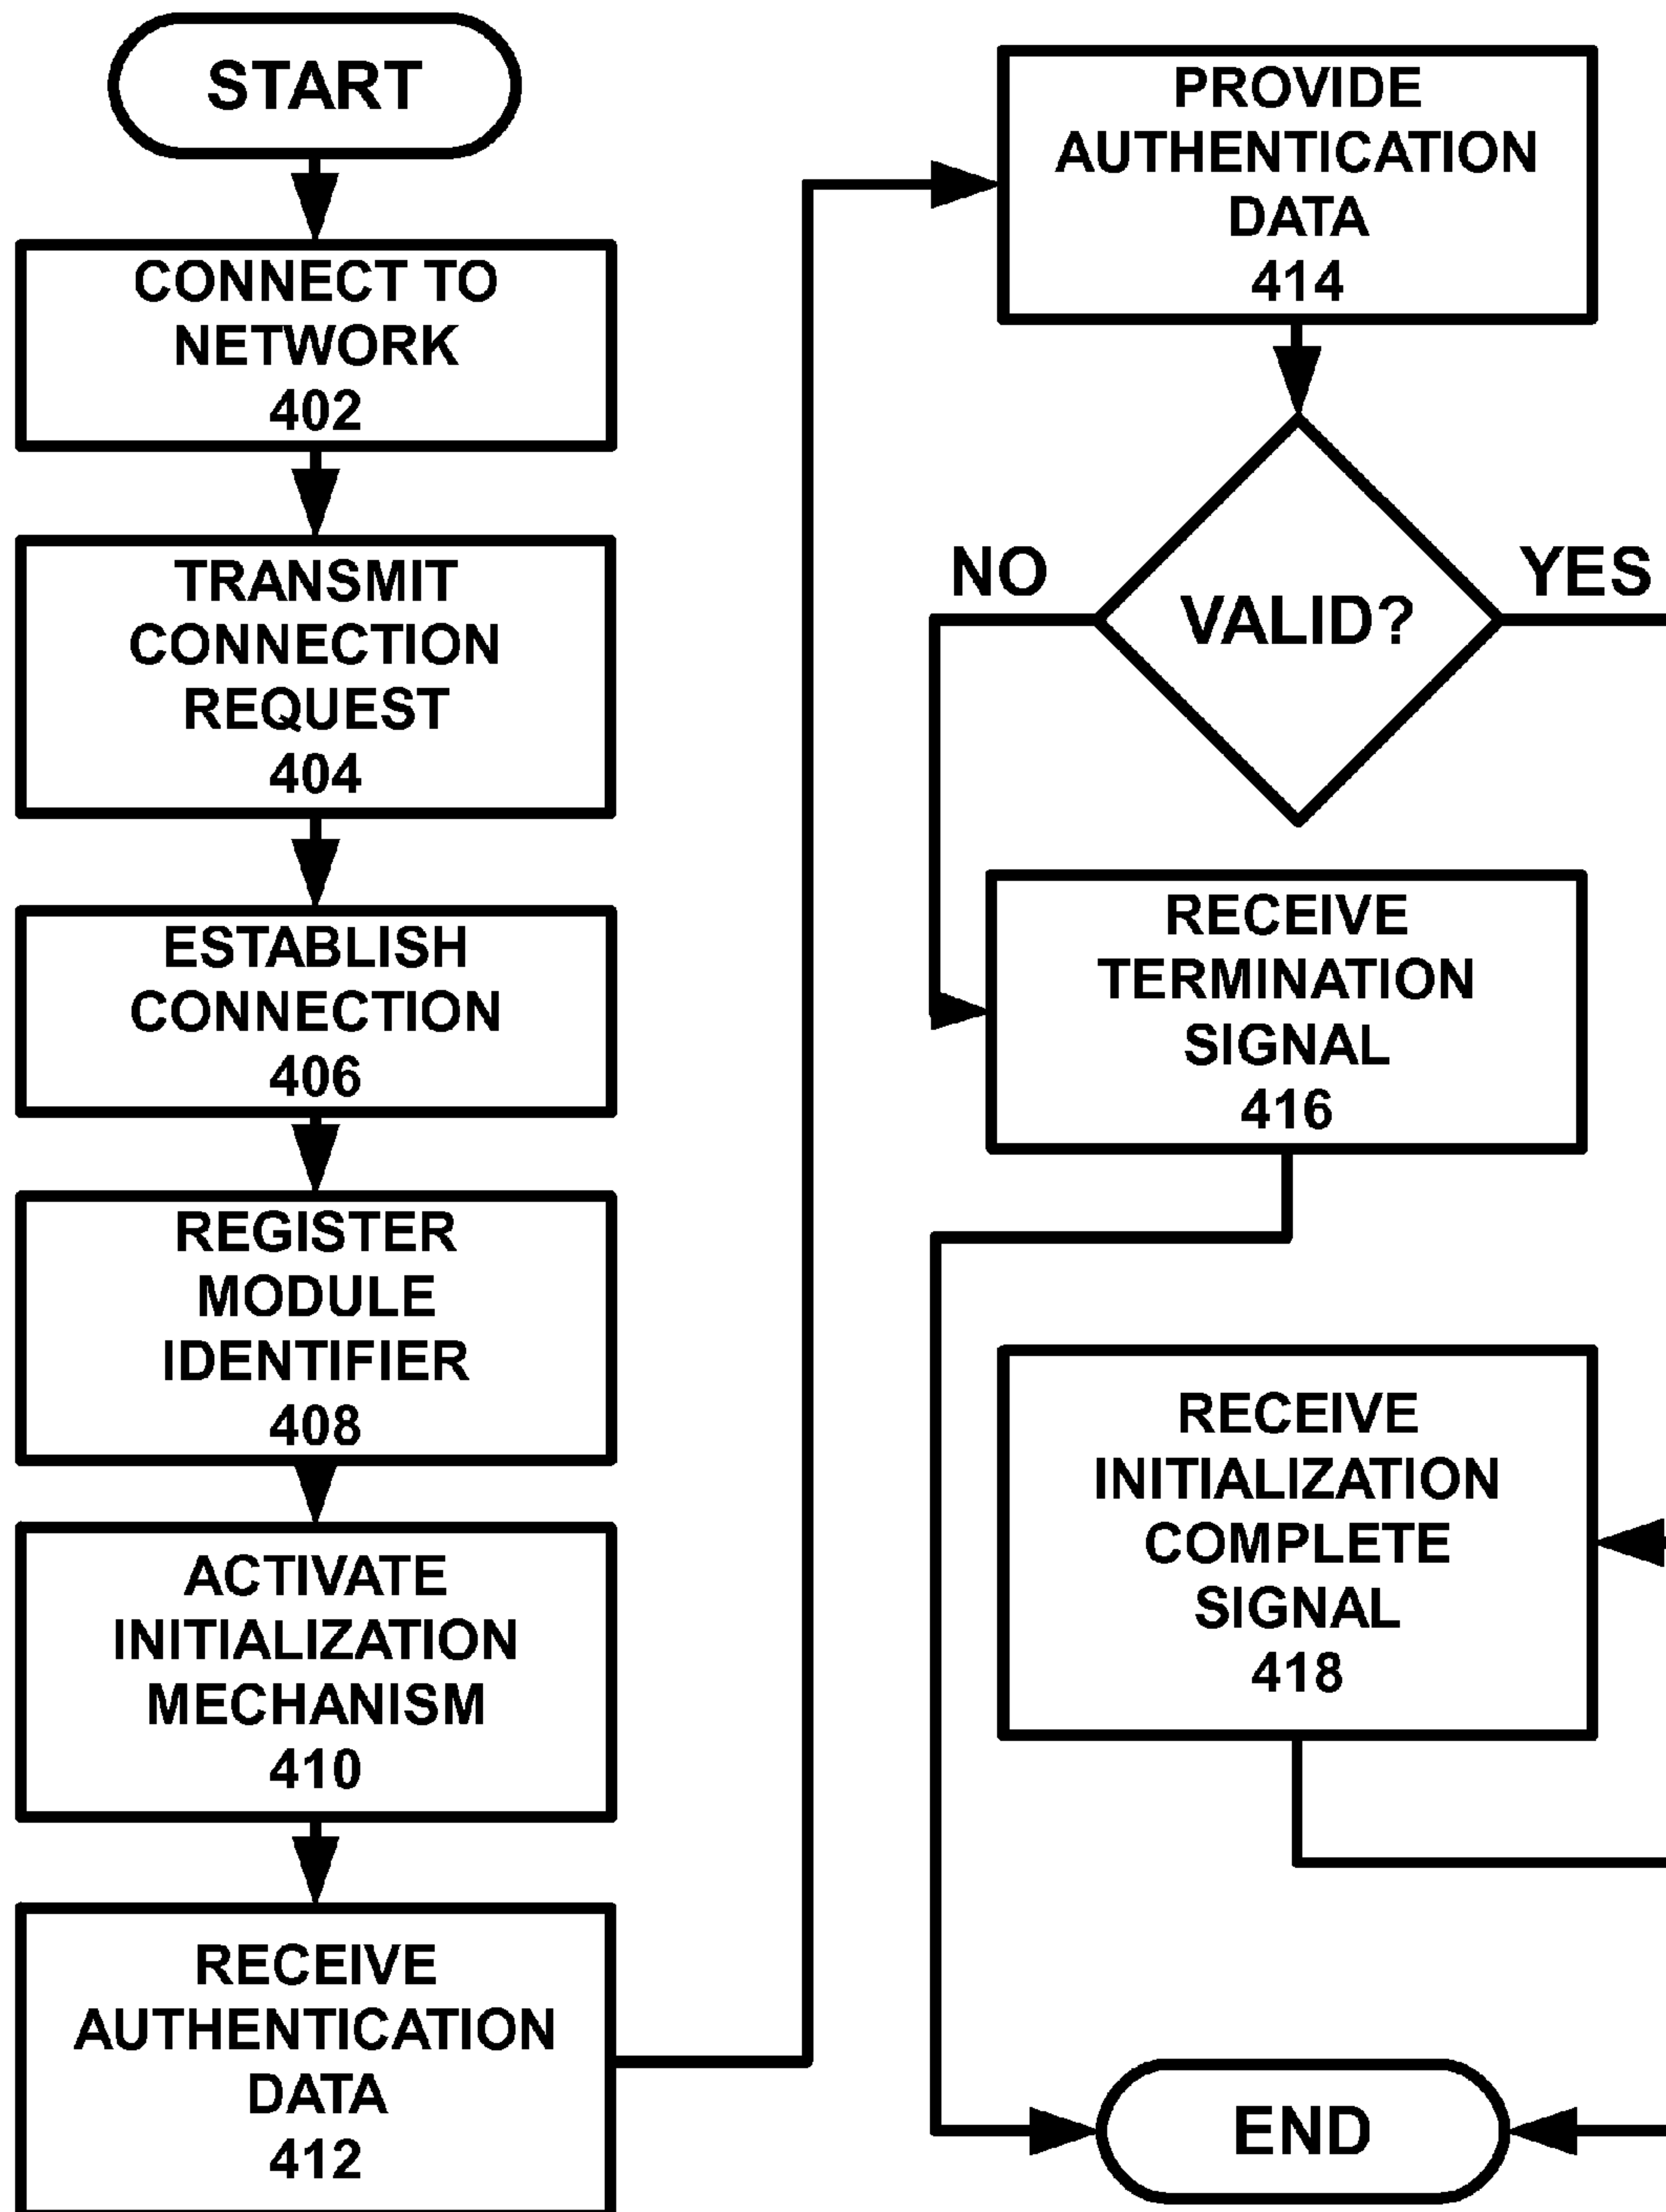 START
CONNECT TO
NETWORK
402
TRANSMIT
CONNECTION
REQUEST
404
ESTABLISH
CONNECTION
406
REGISTER
MODULE
IDENTIFIER
408
ACTIVATE
INITIALIZATION
MECHANISM
410
RECEIVE
AUTHENTICATION
DATA
412
PROVIDE
AUTHENTICATION
DATA
414
NO
YES
VALID?
RECEIVE
TERMINATION
SIGNAL
416
RECEIVE
INITIALIZATION
COMPLETE
SIGNAL
418
END